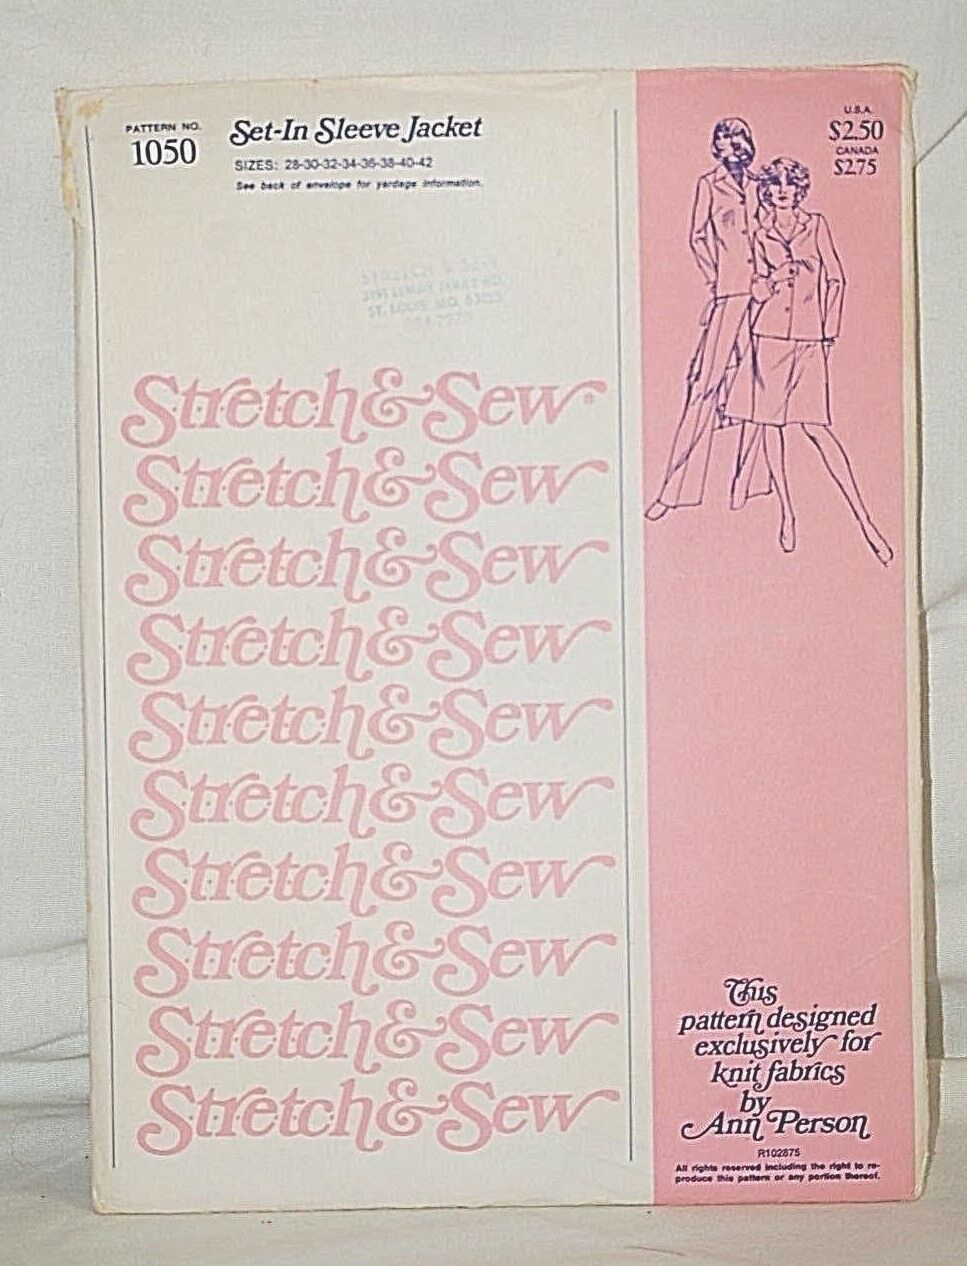 PATTERN NO.
1050
Set-In Sleeve Jacket
SIZES: 28-30-32-34-36-38-40-42
See back of envelope for yardage information.
U.S.A.
$2.50
CANADA
$2.75
STRETCH & SEW
ST. LOUIS, MO.
Stretch & Sew®
Stretch & Sew
Stretch & Sew
Stretch & Sew
Stretch & Sew
Stretch & Sew
Stretch & Sew
Stretch & Sew
Stretch & Sew
Stretch & Sew
This
pattern designed
exclusively for
knit fabrics
by
Ann Person
R102875
All rights reserved including the right to re-
produce this pattern or any portion thereof.